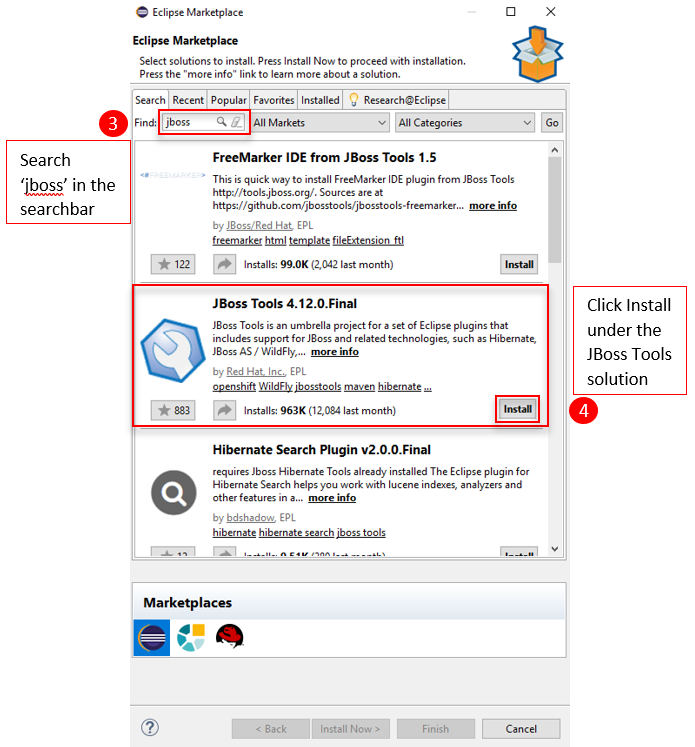 Eclipse Marketplace
Eclipse Marketplace
Select solutions to install. Press Install Now to proceed with installation.
Press the "more info" link to learn more about a solution.
Search Recent Popular Favorites Installed Research@Eclipse
3
Find: jboss All Markets All Categories Go
Search
‘jboss’ in the
searchbar
<#FREEMARKER>
FreeMarker IDE from JBoss Tools 1.5
This is quick way to install FreeMarker IDE plugin from JBoss Tools
http://tools.jboss.org/. Sources are at
https://github.com/jbosstools/jbosstools-freemarker... more info
by JBoss/Red Hat, EPL
freemarker html template fileExtension_ftl
122 Installs: 99.0K (2,042 last month) Install
JBoss Tools 4.12.0.Final
JBoss Tools is an umbrella project for a set of Eclipse plugins that
includes support for JBoss and related technologies, such as Hibernate,
JBoss AS / WildFly,... more info
by Red Hat, Inc., EPL
openshift WildFly jbosstools maven hibernate ...
883 Installs: 963K (12,084 last month) Install
Click Install
under the
JBoss Tools
solution
4
Hibernate Search Plugin v2.0.0.Final
requires Jboss Hibernate Tools already installed The Eclipse plugin for
Hibernate Search helps you work with lucene indexes, analyzers and
other features in a... more info
by bdshadow, EPL
hibernate hibernate search jboss tools
12 Installs: 9.51K (280 last month) Install
Marketplaces
? < Back Install Now > Finish Cancel